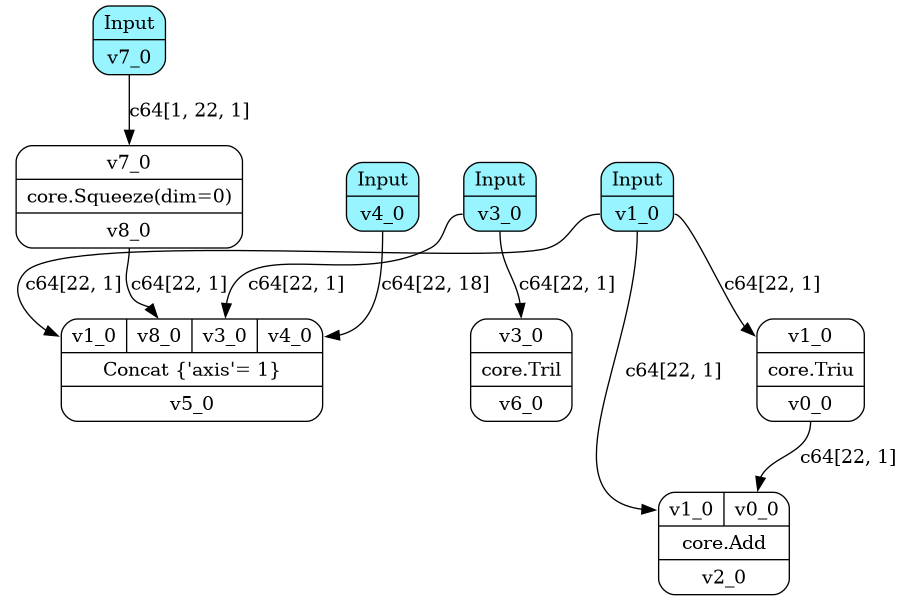 Input
v7_0
c64[1, 22, 1]
v7_0
core.Squeeze(dim=0)
v8_0
Input
v4_0
Input
v3_0
Input
v1_0
c64[22, 1]
c64[22, 1]
c64[22, 1]
c64[22, 18]
c64[22, 1]
c64[22, 1]
v1_0 v8_0 v3_0 v4_0
Concat {'axis'= 1}
v5_0
v3_0
core.Tril
v6_0
c64[22, 1]
v1_0
core.Triu
v0_0
c64[22, 1]
v1_0 v0_0
core.Add
v2_0